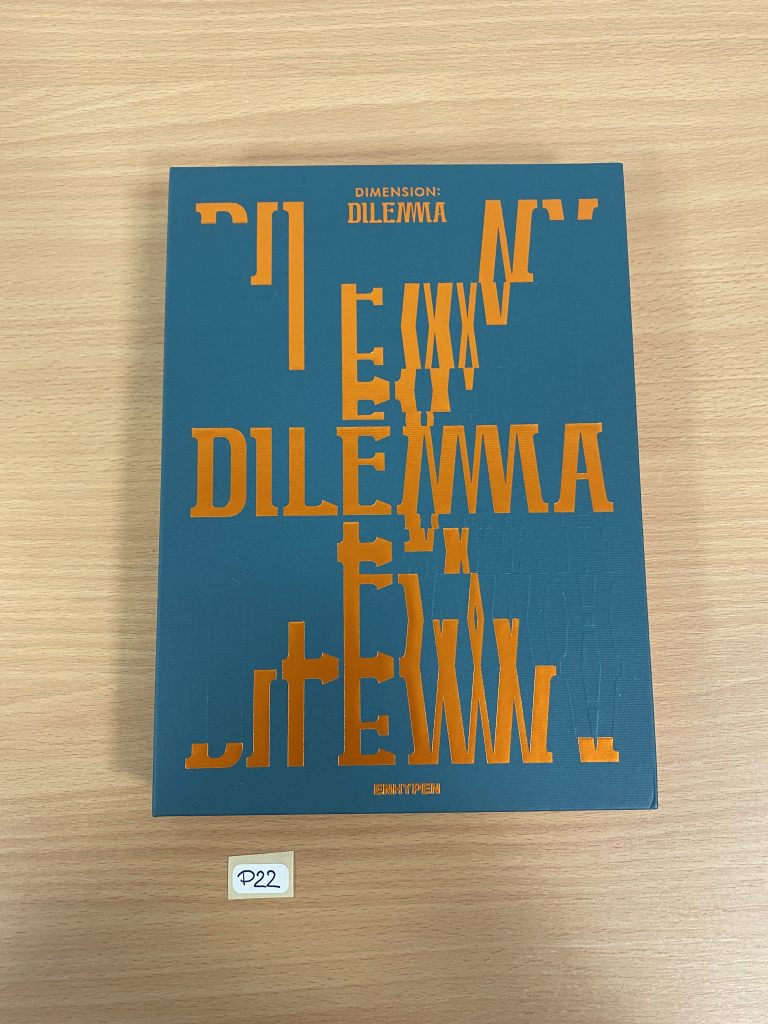 DIMENSION:
DILEMMA
DILEMMA
ENHYPEN
P22